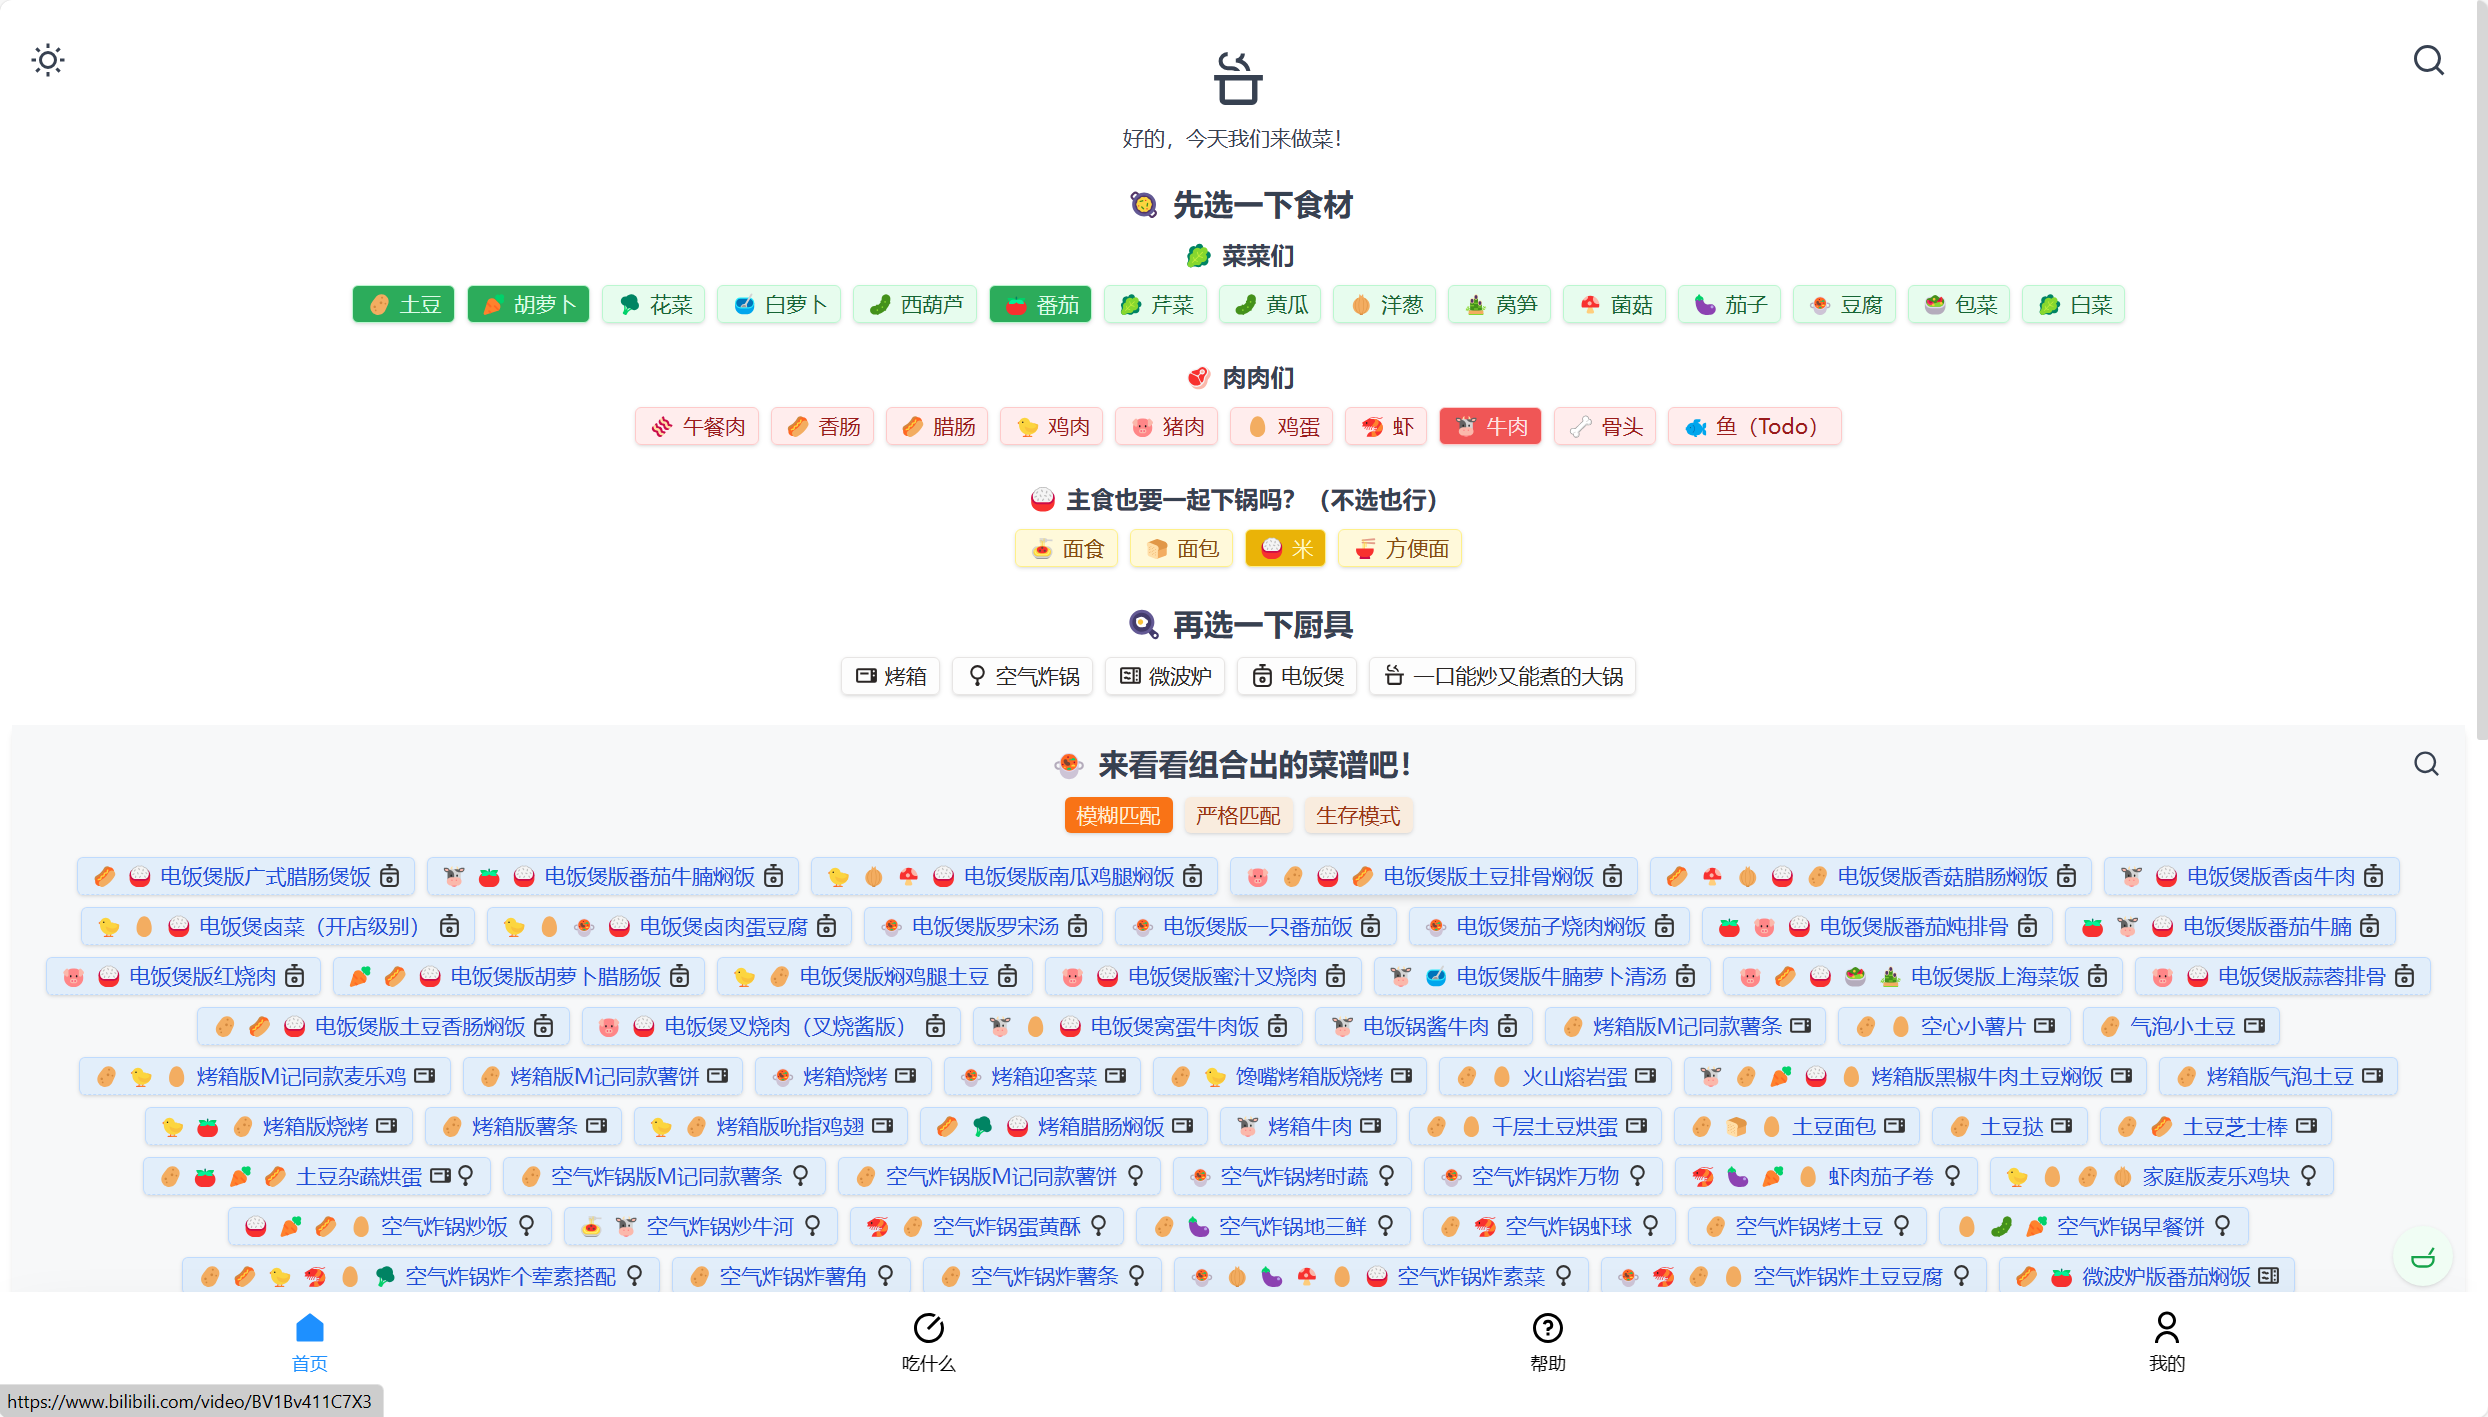 好的，今天我们来做菜！
先选一下食材
菜菜们
土豆 胡萝卜 花菜 白萝卜 西葫芦 番茄 芹菜 黄瓜 洋葱 莴笋 菌菇 茄子 豆腐 包菜 白菜
肉肉们
午餐肉 香肠 腊肠 鸡肉 猪肉 鸡蛋 虾 牛肉 骨头 鱼（Todo）
主食也要一起下锅吗？（不选也行）
面食 面包 米 方便面
再选一下厨具
烤箱 空气炸锅 微波炉 电饭煲 一口能炒又能煮的大锅
来看看组合出的菜谱吧！
模糊匹配 严格匹配 生存模式
电饭煲版广式腊肠煲饭 电饭煲版番茄牛腩焖饭 电饭煲版南瓜鸡腿焖饭 电饭煲版土豆排骨焖饭 电饭煲版香菇腊肠焖饭 电饭煲版香卤牛肉
电饭煲卤菜（开店级别） 电饭煲卤肉蛋豆腐 电饭煲版罗宋汤 电饭煲版一只番茄饭 电饭煲茄子烧肉焖饭 电饭煲版番茄炖排骨 电饭煲版番茄牛腩
电饭煲版红烧肉 电饭煲版胡萝卜腊肠饭 电饭煲版焖鸡腿土豆 电饭煲版蜜汁叉烧肉 电饭煲版牛腩萝卜清汤 电饭煲版上海菜饭 电饭煲版蒜蓉排骨
电饭煲版土豆香肠焖饭 电饭煲叉烧肉（叉烧酱版） 电饭煲窝蛋牛肉饭 电饭锅酱牛肉 烤箱版M记同款薯条 空心小薯片 气泡小土豆
烤箱版M记同款麦乐鸡 烤箱版M记同款薯饼 烤箱烧烤 烤箱迎客菜 馋嘴烤箱版烧烤 火山熔岩蛋 烤箱版黑椒牛肉土豆焖饭 烤箱版气泡土豆
烤箱版烧烤 烤箱版薯条 烤箱版吮指鸡翅 烤箱腊肠焖饭 烤箱牛肉 千层土豆烘蛋 土豆面包 土豆挞 土豆芝士棒
土豆杂蔬烘蛋 空气炸锅版M记同款薯条 空气炸锅版M记同款薯饼 空气炸锅烤时蔬 空气炸锅炸万物 虾肉茄子卷 家庭版麦乐鸡块
空气炸锅炒饭 空气炸锅炒牛河 空气炸锅蛋黄酥 空气炸锅地三鲜 空气炸锅虾球 空气炸锅烤土豆 空气炸锅早餐饼
空气炸锅炸个荤素搭配 空气炸锅炸薯角 空气炸锅炸薯条 空气炸锅炸素菜 空气炸锅炸土豆豆腐 微波炉版番茄焖饭
首页 吃什么 帮助 我的
https://www.bilibili.com/video/BV1Bv411C7X3